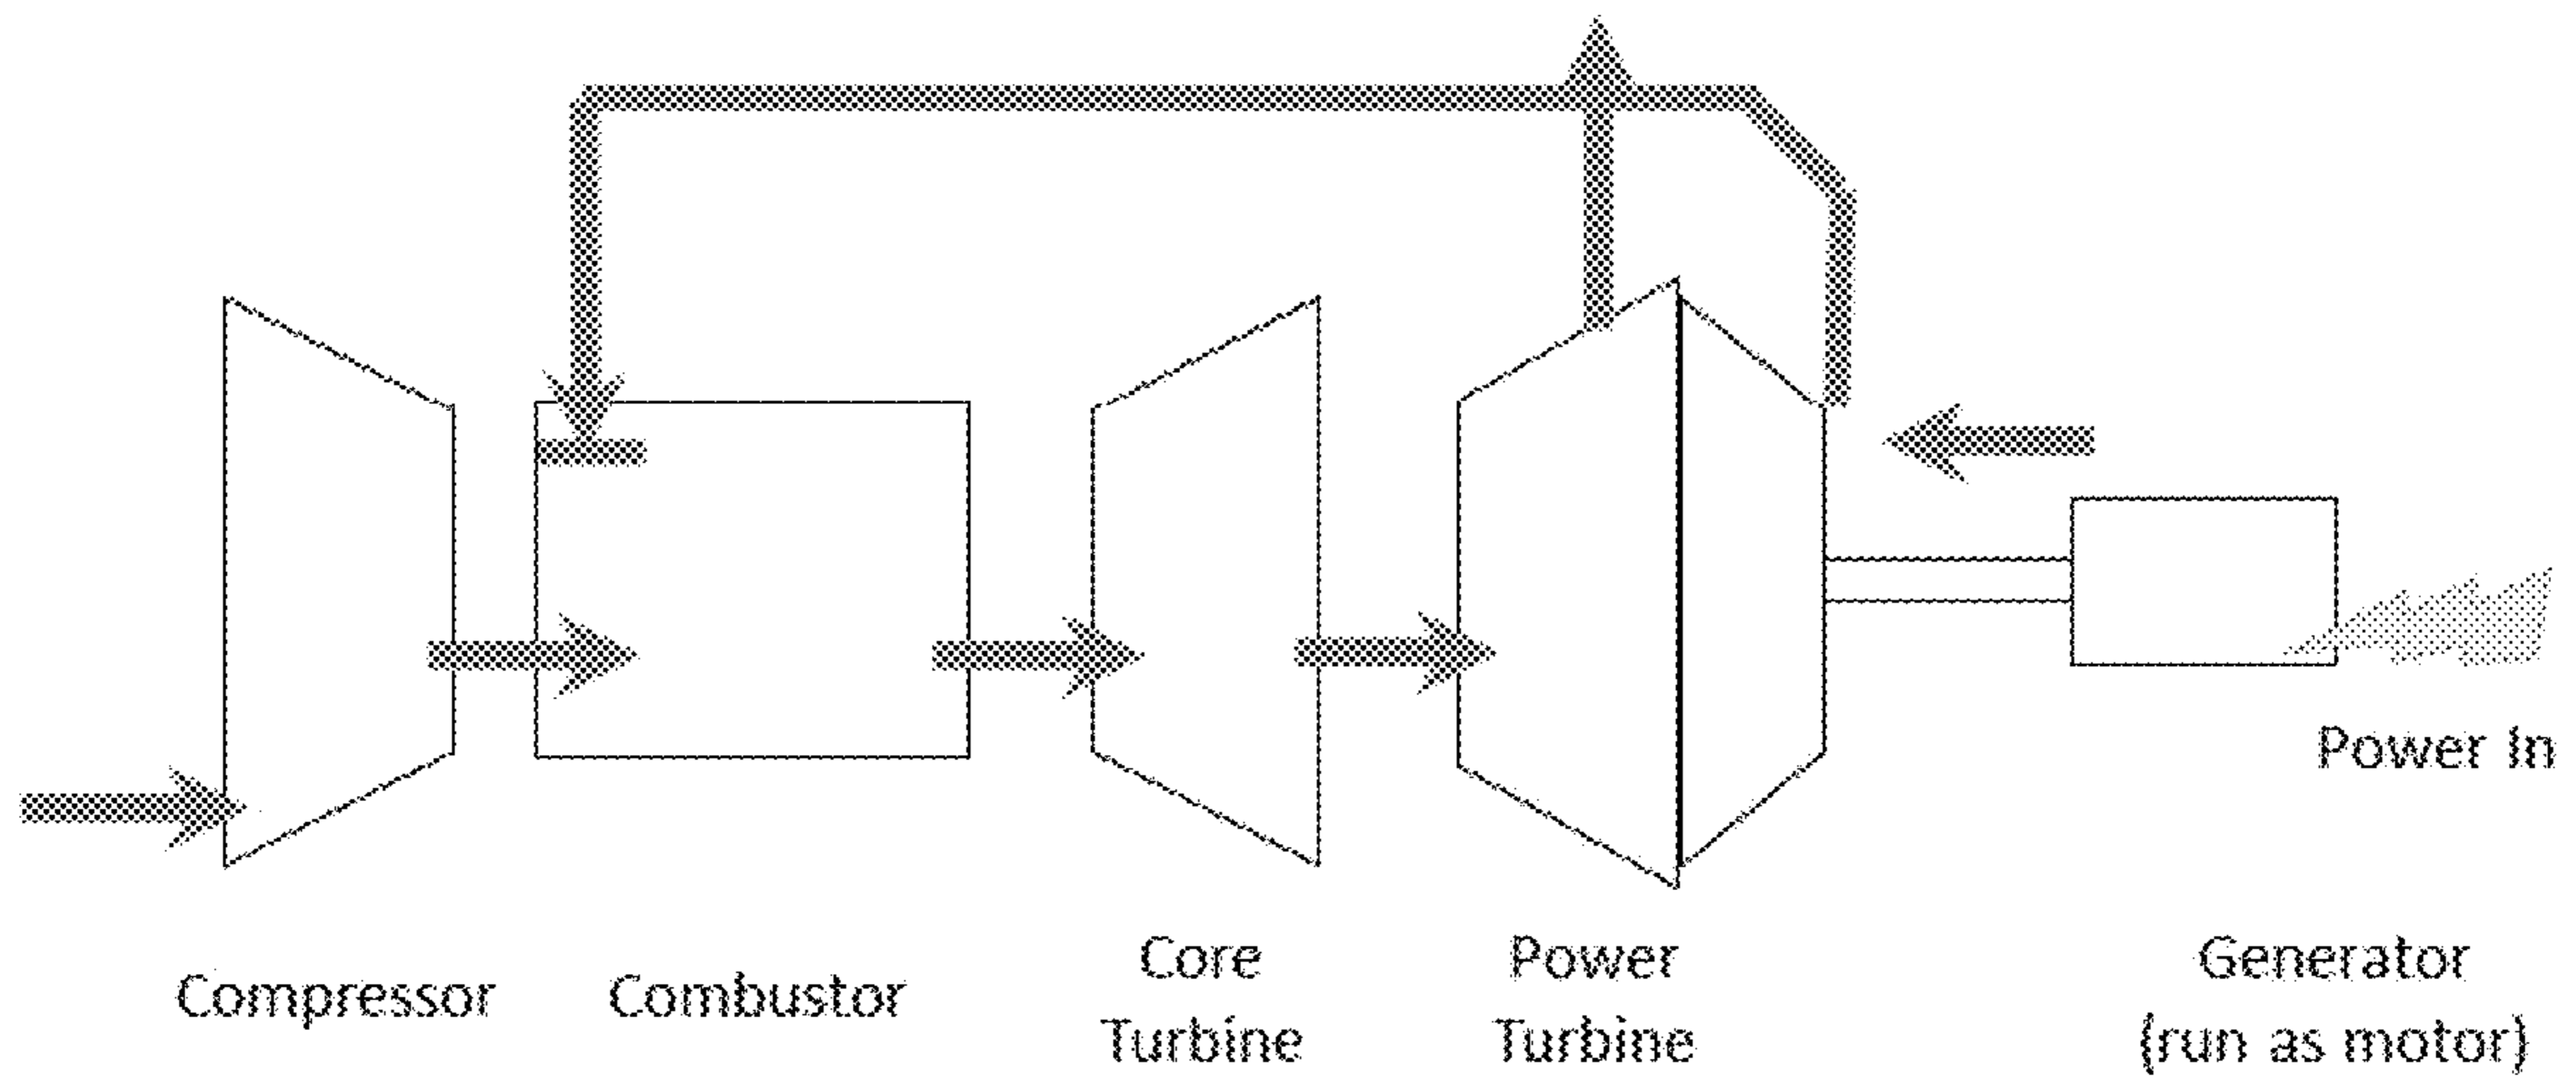 Power In
Compressor
Combustor
Core
Turbine
Power
Turbine
Generator
(run as motor)